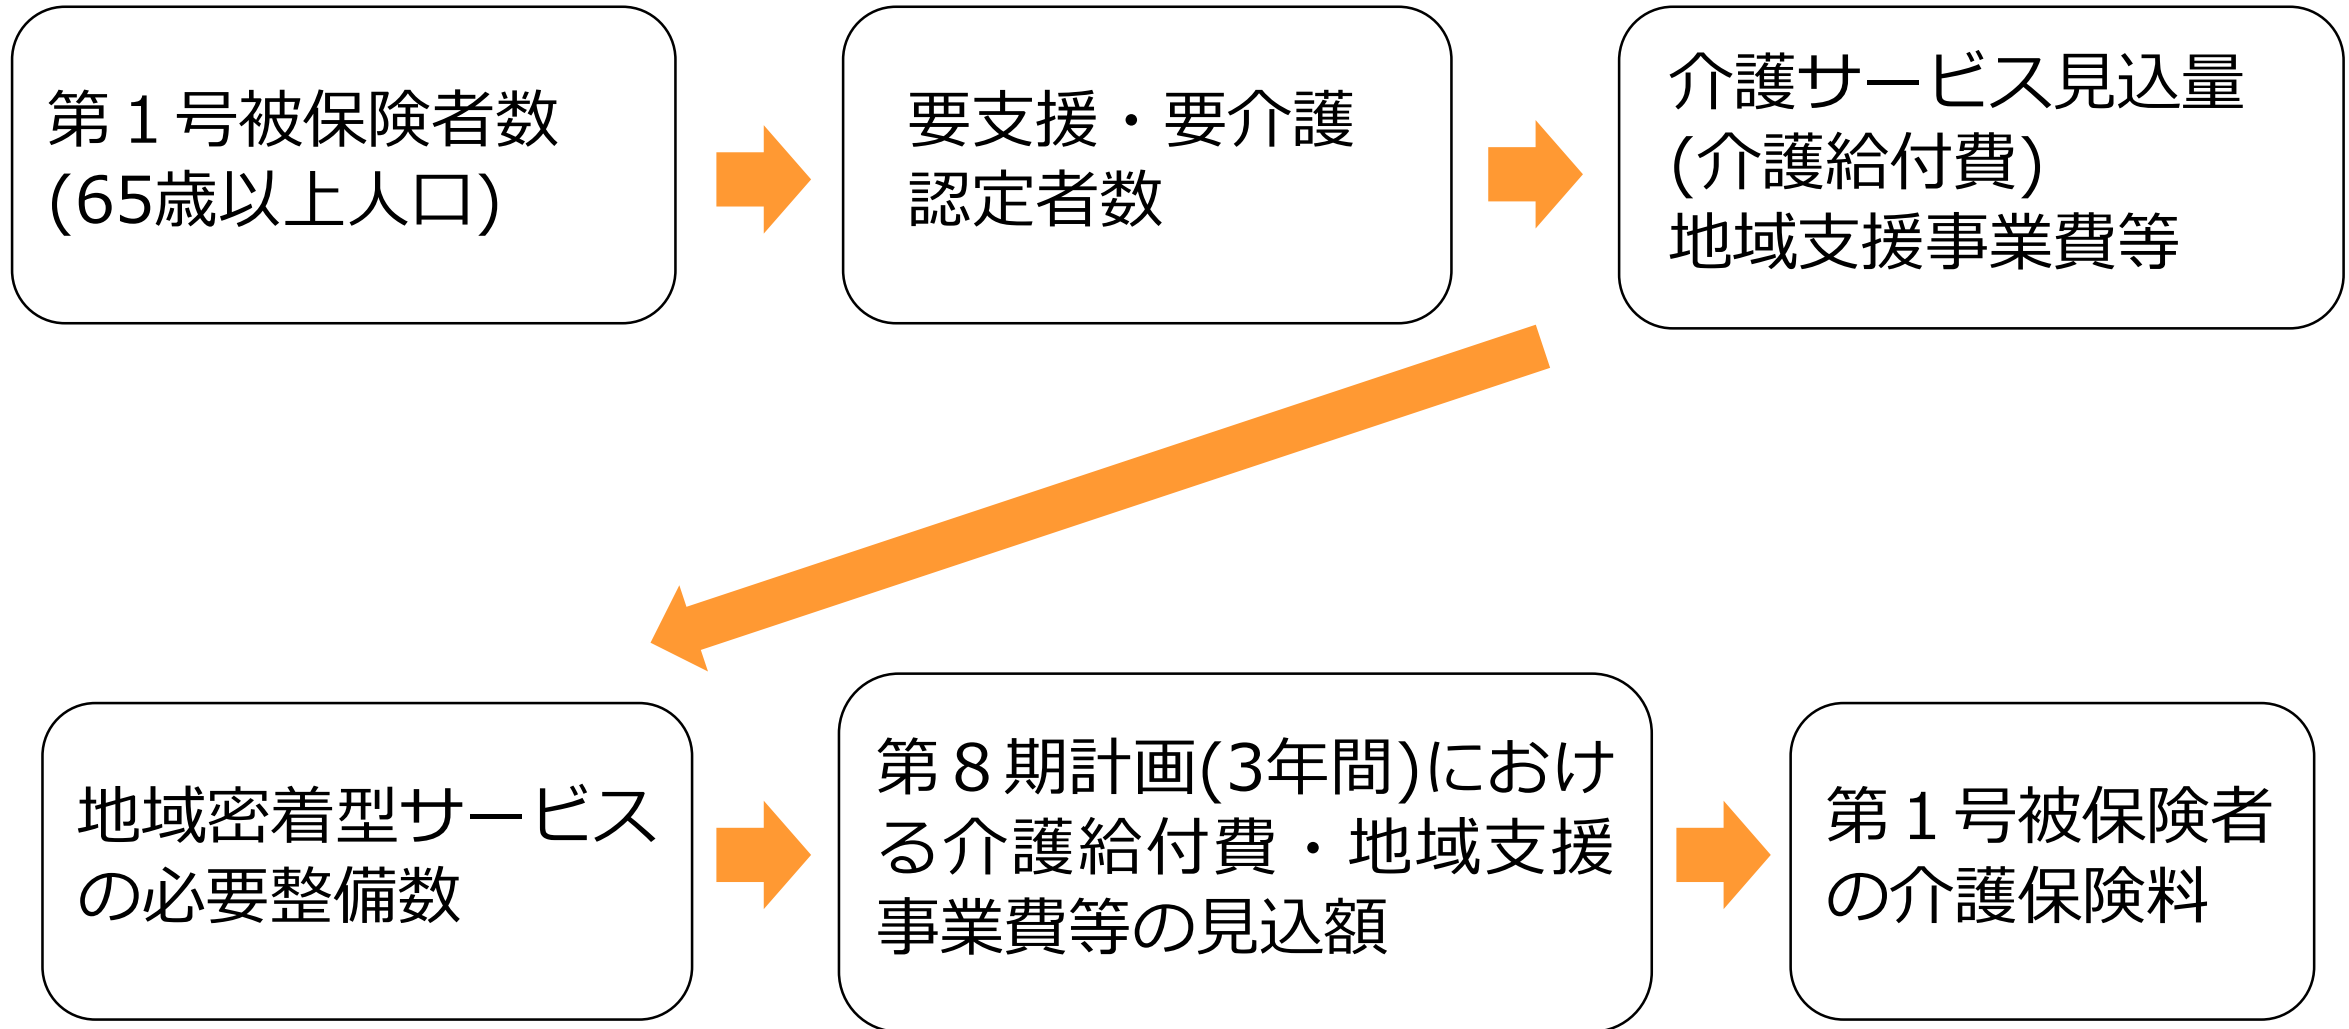 第１号被保険者数
(65歳以上人口)
要支援・要介護
認定者数
介護サービス見込量
(介護給付費)
地域支援事業費等
地域密着型サービス
の必要整備数
第８期計画(3年間)におけ
る介護給付費・地域支援
事業費等の見込額
第１号被保険者
の介護保険料